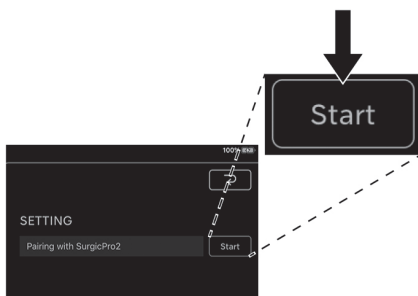 Start
100%
SETTING
Pairing with SurgicPro2
Start